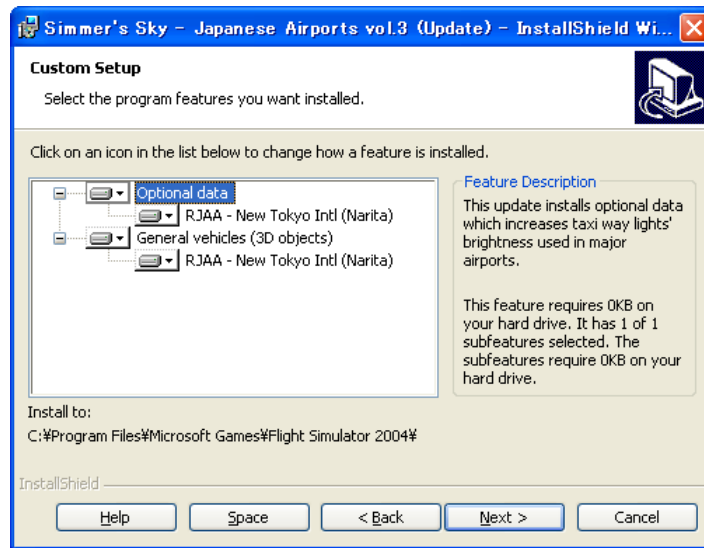 Simmer's Sky - Japanese Airports vol.3 (Update) - InstallShield Wi...
Custom Setup
Select the program features you want installed.
Click on an icon in the list below to change how a feature is installed.
Optional data
RJAA - New Tokyo Intl (Narita)
General vehicles (3D objects)
RJAA - New Tokyo Intl (Narita)
Feature Description
This update installs optional data
which increases taxi way lights'
brightness used in major
airports.
This feature requires 0KB on
your hard drive. It has 1 of 1
subfeatures selected. The
subfeatures require 0KB on your
hard drive.
Install to:
C:¥Program Files¥Microsoft Games¥Flight Simulator 2004¥
InstallShield
Help
Space
< Back
Next >
Cancel